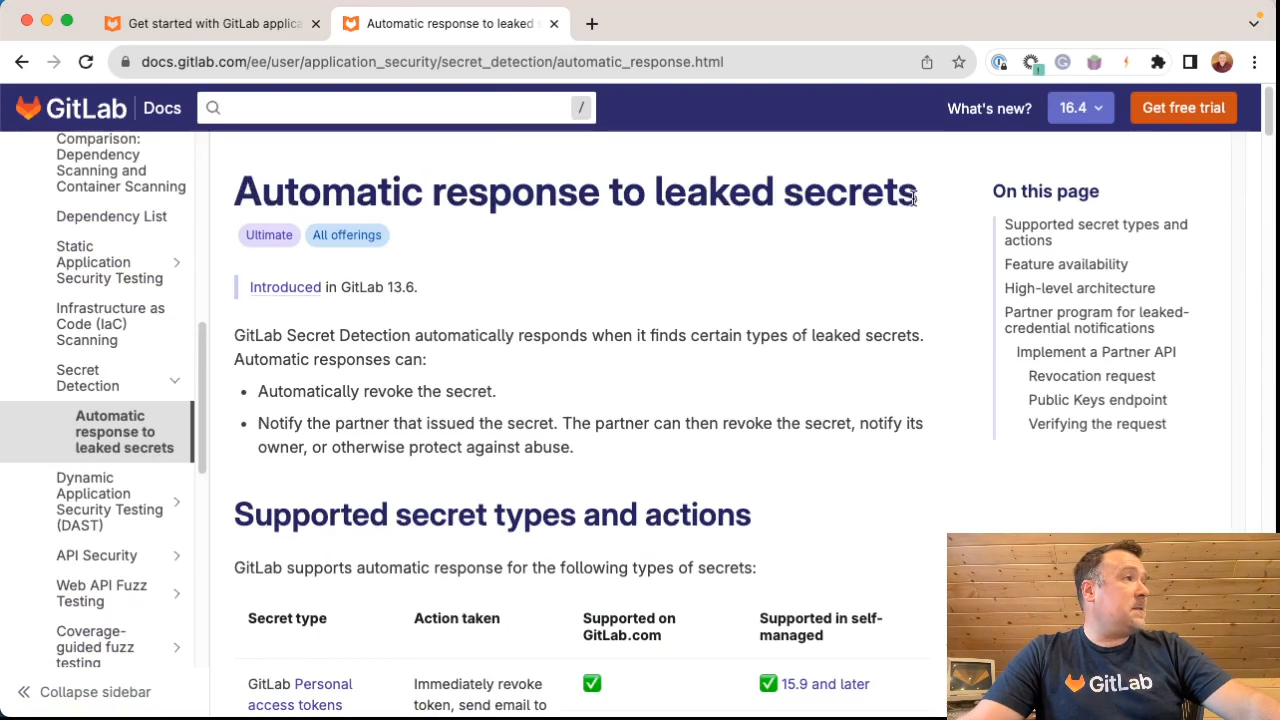 Get started with GitLab applica
Automatic response to leaked s
docs.gitlab.com/ee/user/application_security/secret_detection/automatic_response.html
GitLab Docs
/
What's new?
16.4
Get free trial
Comparison:
Dependency
Scanning and
Container Scanning
Dependency List
Static
Application
Security Testing
Infrastructure as
Code (IaC)
Scanning
Secret
Detection
Automatic
response to
leaked secrets
Dynamic
Application
Security Testing
(DAST)
API Security
Web API Fuzz
Testing
Coverage-
guided fuzz
testing
Collapse sidebar
Automatic response to leaked secrets
Ultimate
All offerings
Introduced in GitLab 13.6.
GitLab Secret Detection automatically responds when it finds certain types of leaked secrets.
Automatic responses can:
• Automatically revoke the secret.
• Notify the partner that issued the secret. The partner can then revoke the secret, notify its
owner, or otherwise protect against abuse.
Supported secret types and actions
GitLab supports automatic response for the following types of secrets:
Secret type
Action taken
Supported on
GitLab.com
Supported in self-
managed
GitLab Personal
access tokens
Immediately revoke
token, send email to
15.9 and later
On this page
Supported secret types and
actions
Feature availability
High-level architecture
Partner program for leaked-
credential notifications
Implement a Partner API
Revocation request
Public Keys endpoint
Verifying the request
GitLab